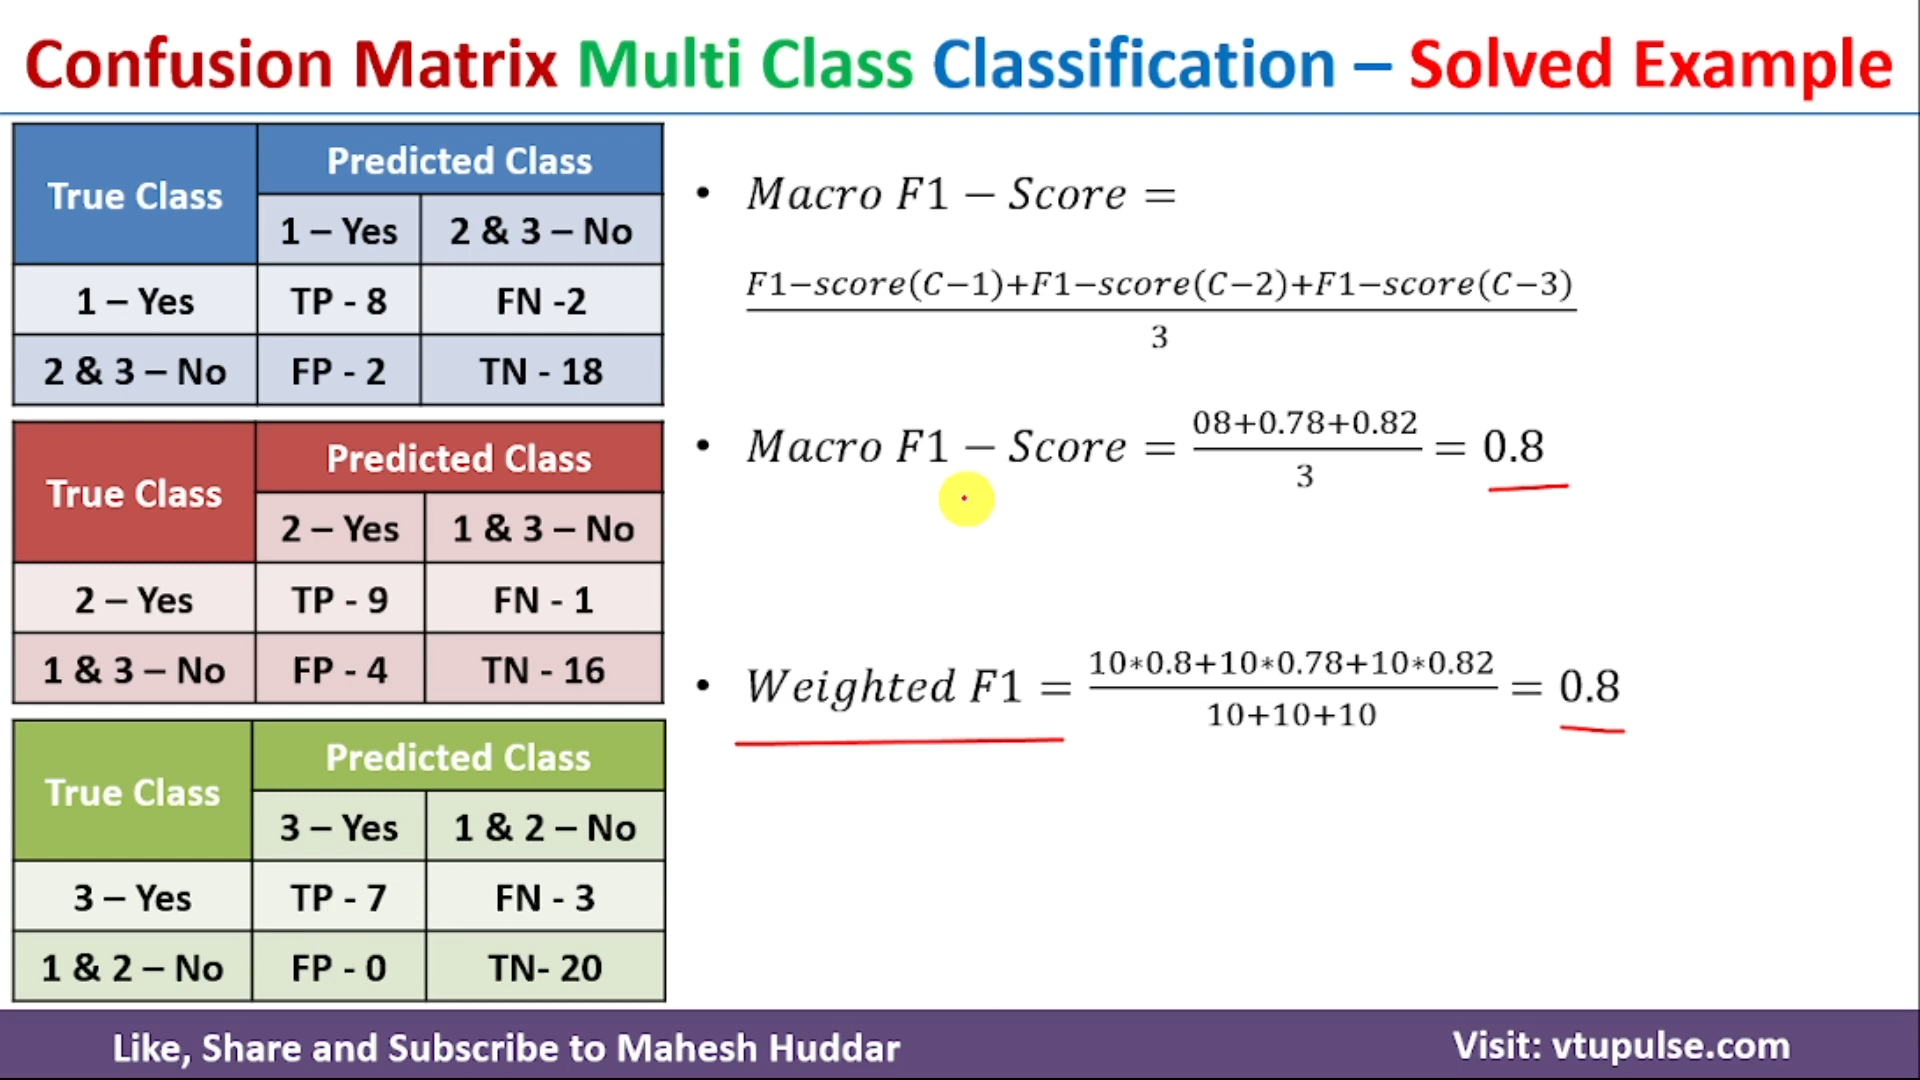 Confusion Matrix Multi Class Classification – Solved Example
True Class
Predicted Class
1 – Yes 2 & 3 – No
1 – Yes TP - 8 FN -2
2 & 3 – No FP - 2 TN - 18
True Class
Predicted Class
2 – Yes 1 & 3 – No
2 – Yes TP - 9 FN - 1
1 & 3 – No FP - 4 TN - 16
True Class
Predicted Class
3 – Yes 1 & 2 – No
3 – Yes TP - 7 FN - 3
1 & 2 – No FP - 0 TN- 20
• Macro F1 − Score =
F1−score(C−1)+F1−score(C−2)+F1−score(C−3)
3
• Macro F1 − Score = 08+0.78+0.82 / 3 = 0.8
• Weighted F1 = 10∗0.8+10∗0.78+10∗0.82 / 10+10+10 = 0.8
Like, Share and Subscribe to Mahesh Huddar
Visit: vtupulse.com